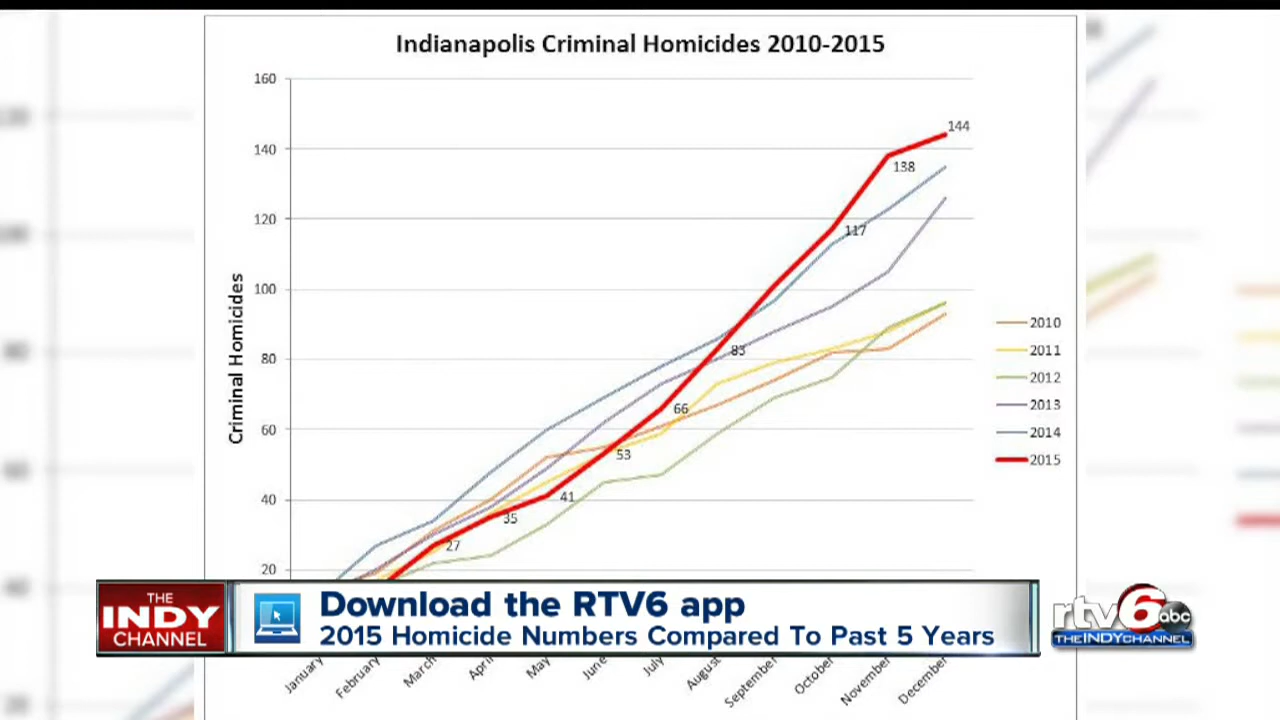 Indianapolis Criminal Homicides 2010-2015
160
140
120
100
80
60
40
20
Criminal Homicides
144
138
117
83
66
53
41
35
27
2010
2011
2012
2013
2014
2015
THE
INDY
CHANNEL
Download the RTV6 app
2015 Homicide Numbers Compared To Past 5 Years
rtv6 abc
THEINDYCHANNEL
January
February
March
April
May
June
July
August
September
October
November
December